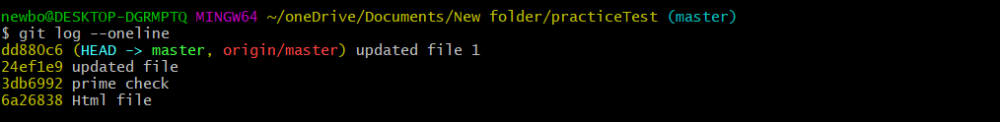 newbo@DESKTOP-DGRMPTQ MINGW64 ~/oneDrive/Documents/New folder/practiceTest (master)
$ git log --oneline
dd880c6 (HEAD -> master, origin/master) updated file 1
24ef1e9 updated file
3db6992 prime check
6a26838 Html file